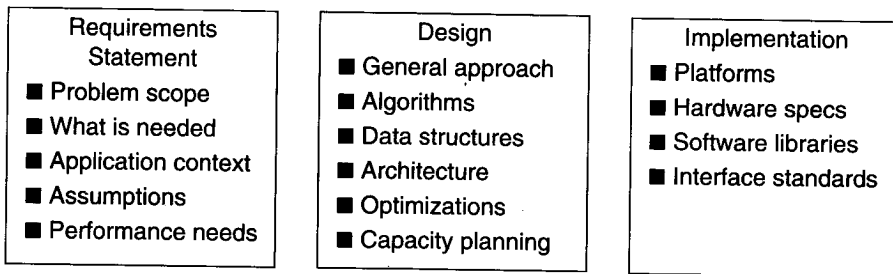 Requirements
Statement
■ Problem scope
■ What is needed
■ Application context
■ Assumptions
■ Performance needs
Design
■ General approach
■ Algorithms
■ Data structures
■ Architecture
■ Optimizations
■ Capacity planning
Implementation
■ Platforms
■ Hardware specs
■ Software libraries
■ Interface standards